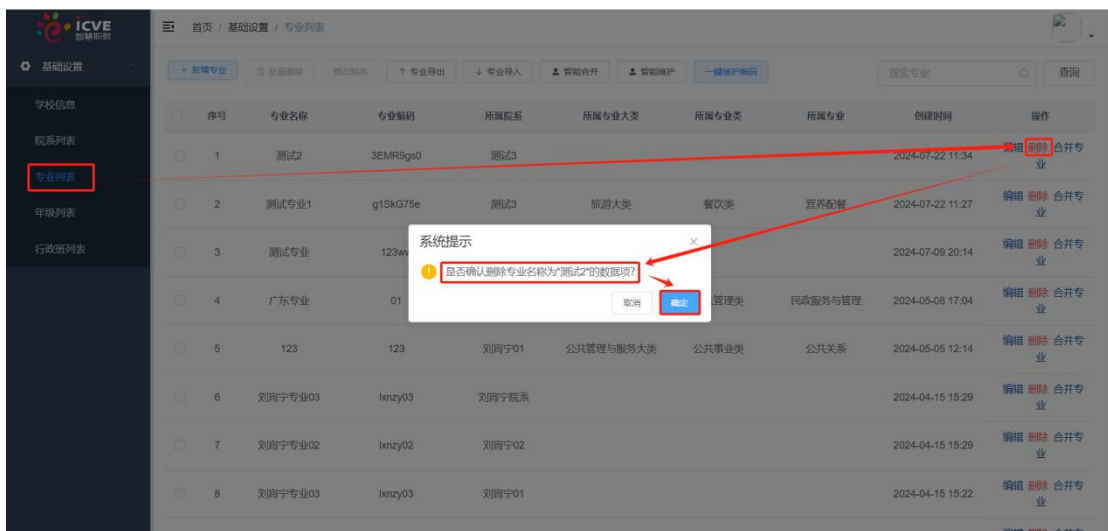 icve
智慧职教
首页 / 基础设置 / 专业列表
基础设置
学校信息
院系列表
专业列表
年级列表
行政班列表
+ 新增专业 批量删除 修改院系 ↑ 专业导出 ↓ 专业导入 智能合并 智能维护 一键维护编码 搜索专业 查询
序号 专业名称 专业编码 所属院系 所属专业大类 所属专业类 所属专业 创建时间 操作
1 测试2 3EMR9gs0 测试3 2024-07-22 11:34 编辑 删除 合并专
业
2 测试专业1 g1SkG75e 测试3 旅游大类 餐饮类 营养配餐 2024-07-22 11:27 编辑 删除 合并专
业
3 测试专业 2024-07-09 20:14 编辑 删除 合并专
业
系统提示 ×
是否确认删除专业名称为"测试2"的数据项?
取消 确定
4 广东专业 01 管理类 民政服务与管理 2024-05-08 17:04 编辑 删除 合并专
业
5 123 123 刘宵宁01 公共管理与服务大类 公共事业类 公共关系 2024-05-05 12:14 编辑 删除 合并专
业
6 刘宵宁专业03 lxnzy03 刘宵宁院系 2024-04-15 15:29 编辑 删除 合并专
业
7 刘宵宁专业02 lxnzy02 刘宵宁02 2024-04-15 15:29 编辑 删除 合并专
业
8 刘宵宁专业03 lxnzy03 刘宵宁01 2024-04-15 15:22 编辑 删除 合并专
业